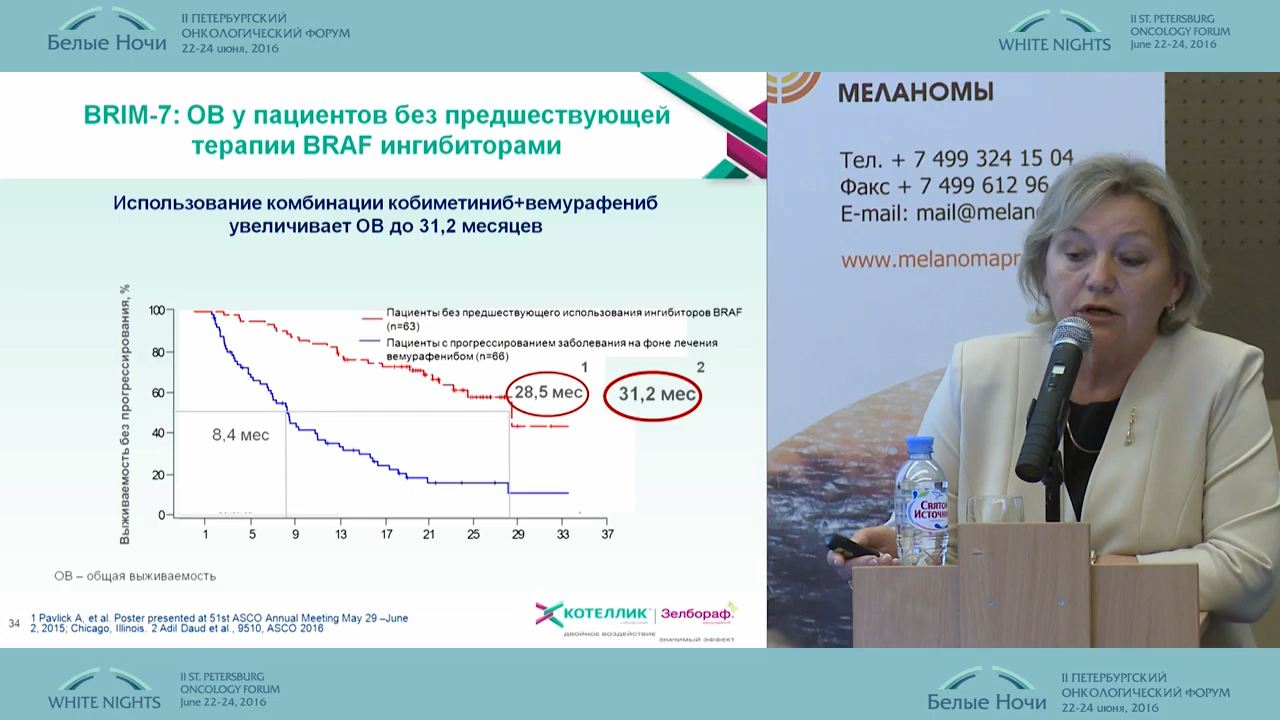 Белые Ночи
II ПЕТЕРБУРГСКИЙ
ОНКОЛОГИЧЕСКИЙ ФОРУМ
22-24 июня, 2016
WHITE NIGHTS
II ST. PETERSBURG
ONCOLOGY FORUM
June 22-24, 2016
BRIM-7: ОВ у пациентов без предшествующей
терапии BRAF ингибиторами
Использование комбинации кобиметиниб+вемурафениб
увеличивает ОВ до 31,2 месяцев
Выживаемость без прогрессирования, %
100
80
60
40
20
0
1 5 9 13 17 21 25 29 33 37
Пациенты без предшествующего использования ингибиторов BRAF
(n=63)
Пациенты с прогрессированием заболевания на фоне лечения
вемурафенибом (n=66)
1
2
28,5 мес
31,2 мес
8,4 мес
ОВ – общая выживаемость
34
1 Pavlick A, et al. Poster presented at 51st ASCO Annual Meeting May 29 –June
2, 2015; Chicago, Illinois. 2 Adil Daud et al., 9510, ASCO 2016
КОТЕЛЛИК
Зелбораф
ДВОЙНОЕ ВОЗДЕЙСТВИЕ
ЗНАЧИМЫЙ ЭФФЕКТ
МЕЛАНОМЫ
Тел. + 7 499 324 15 04
Факс + 7 499 612 96
E-mail: mail@melano
www.melanomapr
СВЯТОЙ
ИСТОЧНИК
WHITE NIGHTS
II ST. PETERSBURG
ONCOLOGY FORUM
June 22-24, 2016
Белые Ночи
II ПЕТЕРБУРГСКИЙ
ОНКОЛОГИЧЕСКИЙ ФОРУМ
22-24 июня, 2016